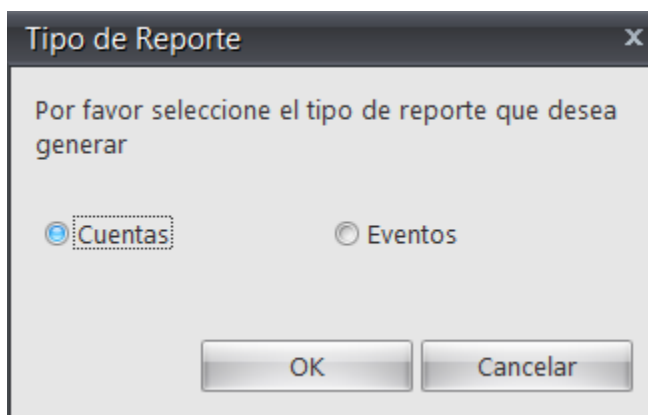 Tipo de Reporte
x
Por favor seleccione el tipo de reporte que desea
generar
Cuentas
Eventos
OK
Cancelar